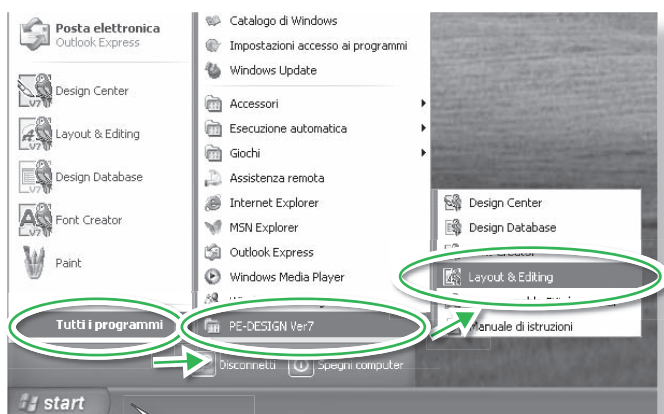 Posta elettronica
Outlook Express
Design Center
Layout & Editing
Design Database
Font Creator
Paint
Tutti i programmi
Catalogo di Windows
Impostazioni accesso ai programmi
Windows Update
Accessori
Esecuzione automatica
Giochi
Assistenza remota
Internet Explorer
MSN Explorer
Outlook Express
Windows Media Player
PE-DESIGN Ver7
Design Center
Design Database
Creator
Layout & Editing
Manuale di istruzioni
Disconnetti
Spegni computer
start